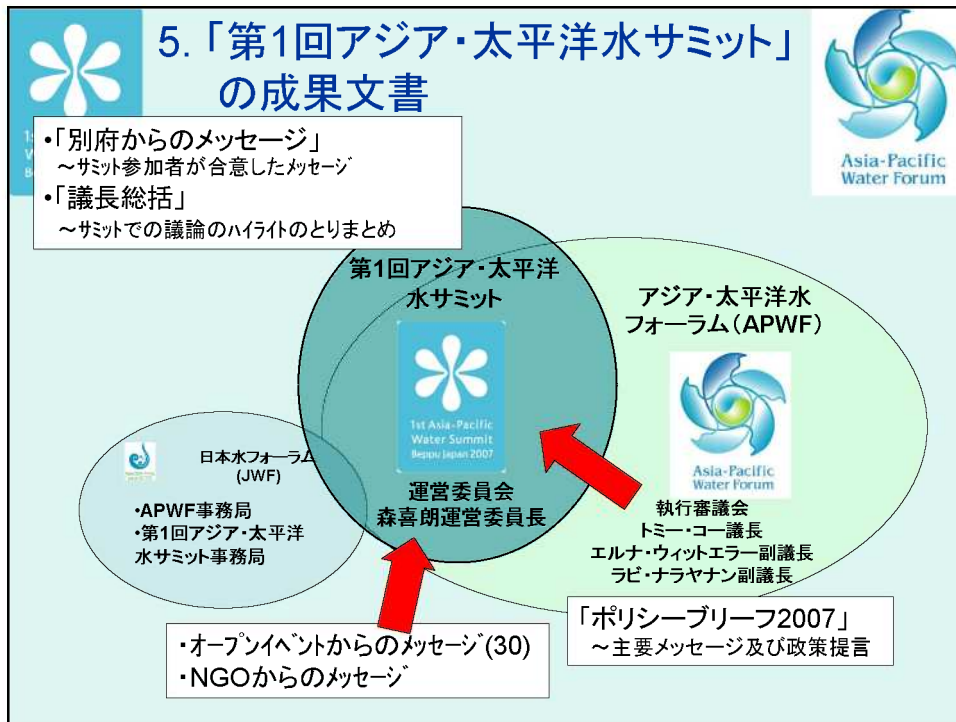 5. 「第1回アジア・太平洋水サミット」
の成果文書
Asia-Pacific
Water Forum
・「別府からのメッセージ」
~サミット参加者が合意したメッセージ
・「議長総括」
~サミットでの議論のハイライトのとりまとめ
第1回アジア・太平洋
水サミット
1st Asia-Pacific
Water Summit
Beppu Japan 2007
運営委員会
森喜朗運営委員長
アジア・太平洋水
フォーラム(APWF)
Asia-Pacific
Water Forum
執行審議会
トミー・コー議長
エルナ・ウィットエラー副議長
ラビ・ナラヤナン副議長
日本水フォーラム
(JWF)
・APWF事務局
・第1回アジア・太平洋
水サミット事務局
・オープンイベントからのメッセージ(30)
・NGOからのメッセージ
「ポリシーブリーフ2007」
~主要メッセージ及び政策提言